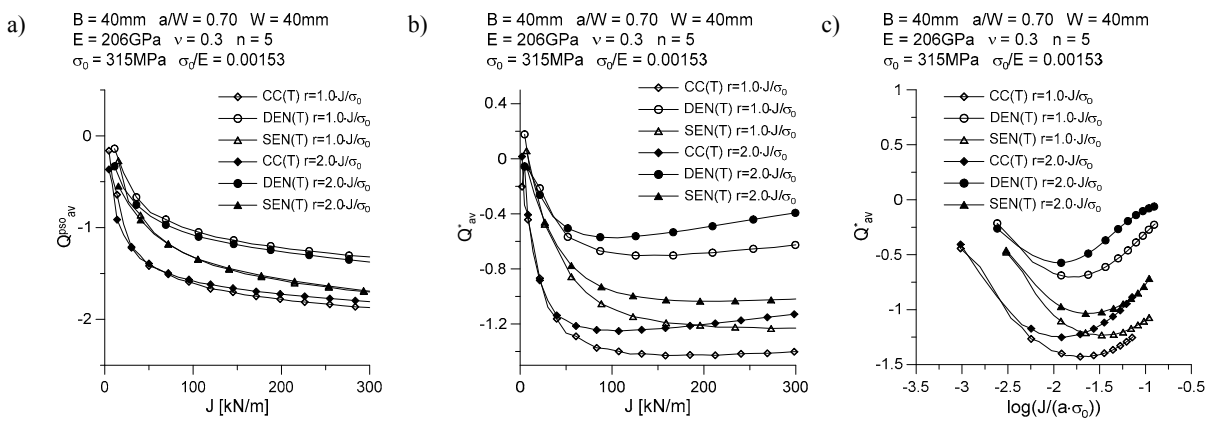 a)
B = 40mm a/W = 0.70 W = 40mm
E = 206GPa ν = 0.3 n = 5
σ₀ = 315MPa σ₀/E = 0.00153
CC(T) r=1.0·J/σ₀
DEN(T) r=1.0·J/σ₀
SEN(T) r=1.0·J/σ₀
CC(T) r=2.0·J/σ₀
DEN(T) r=2.0·J/σ₀
SEN(T) r=2.0·J/σ₀
0
-1
-2
Qᵖˢᵒav
0 50 100 150 200 250 300
J [kN/m]
b)
B = 40mm a/W = 0.70 W = 40mm
E = 206GPa ν = 0.3 n = 5
σ₀ = 315MPa σ₀/E = 0.00153
CC(T) r=1.0·J/σ₀
DEN(T) r=1.0·J/σ₀
SEN(T) r=1.0·J/σ₀
CC(T) r=2.0·J/σ₀
DEN(T) r=2.0·J/σ₀
SEN(T) r=2.0·J/σ₀
0.4
0
-0.4
-0.8
-1.2
Q*av
0 50 100 150 200 250 300
J [kN/m]
c)
B = 40mm a/W = 0.70 W = 40mm
E = 206GPa ν = 0.3 n = 5
σ₀ = 315MPa σ₀/E = 0.00153
CC(T) r=1.0·J/σ₀
DEN(T) r=1.0·J/σ₀
SEN(T) r=1.0·J/σ₀
CC(T) r=2.0·J/σ₀
DEN(T) r=2.0·J/σ₀
SEN(T) r=2.0·J/σ₀
1
0.5
0
-0.5
-1
-1.5
Q*av
-3.5 -3 -2.5 -2 -1.5 -1 -0.5
log(J/(a·σ₀))